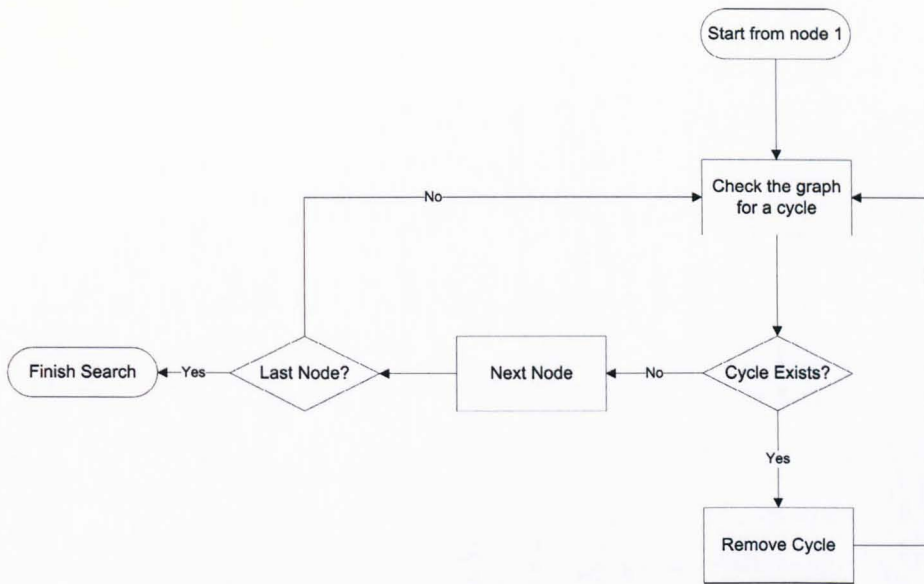 Start from node 1
Check the graph
for a cycle
No
Finish Search
Yes
Last Node?
Next Node
No
Cycle Exists?
Yes
Remove Cycle